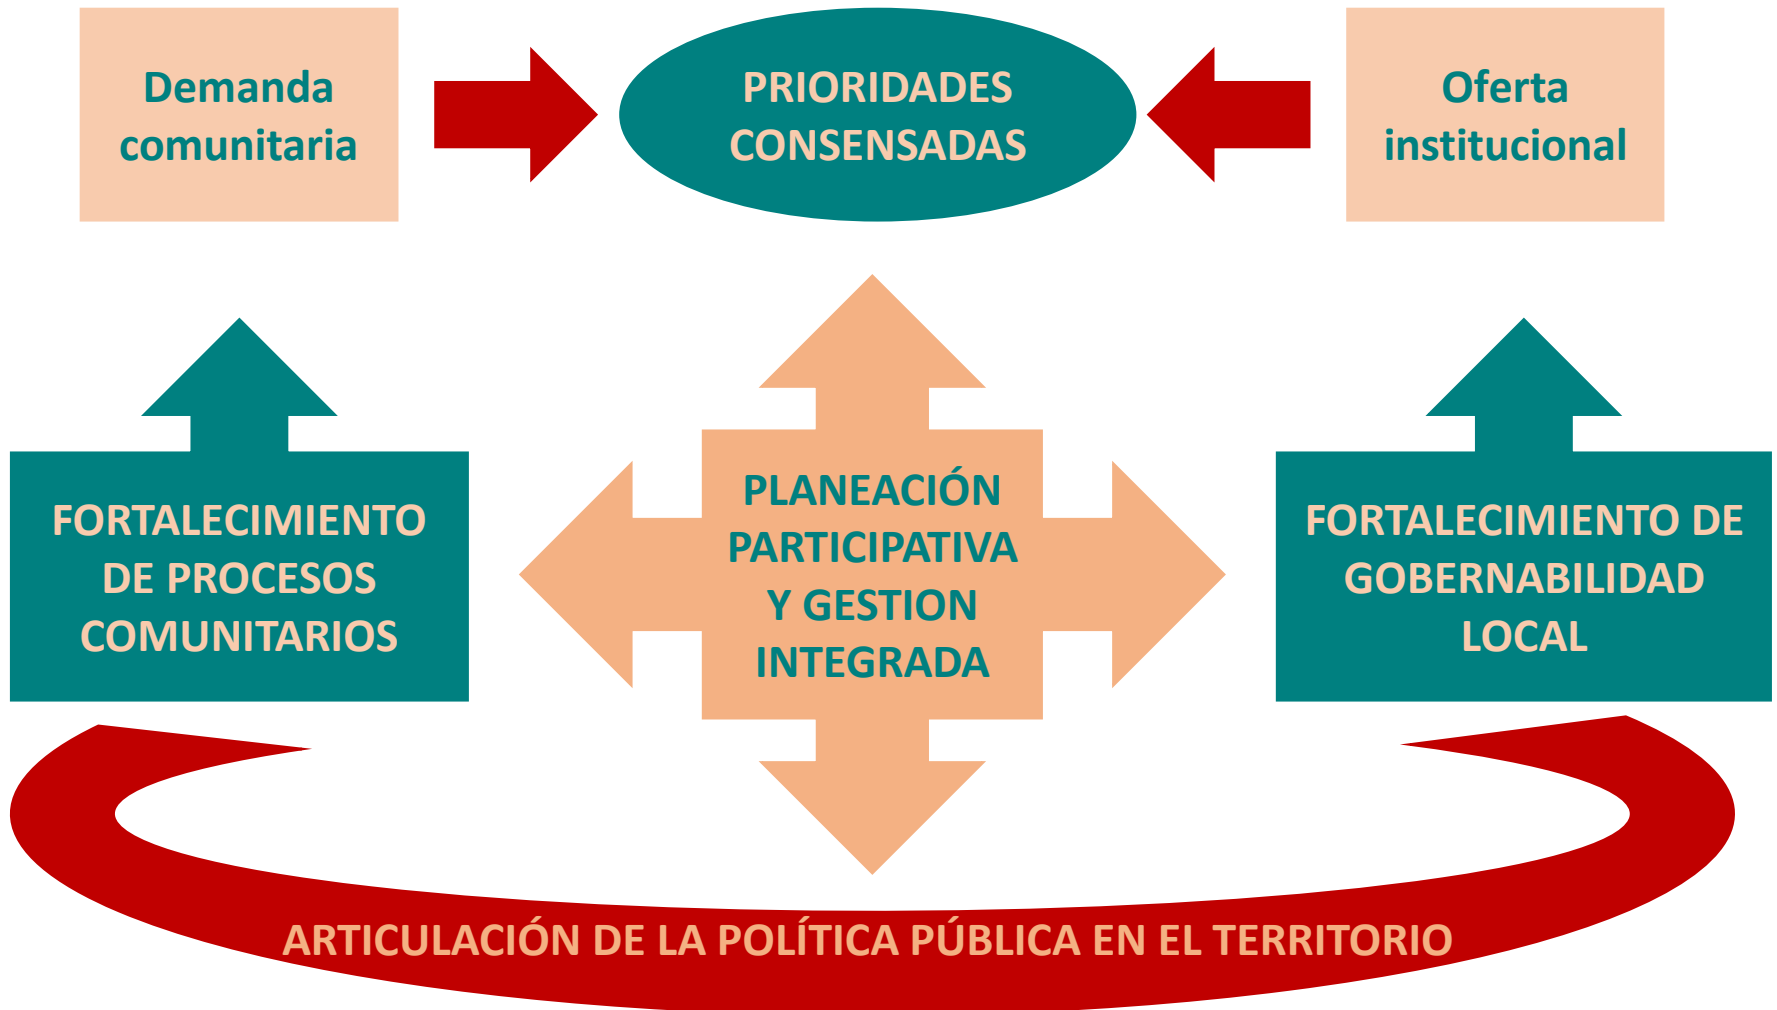 Demanda
comunitaria
PRIORIDADES
CONSENSADAS
Oferta
institucional
FORTALECIMIENTO
DE PROCESOS
COMUNITARIOS
PLANEACIÓN
PARTICIPATIVA
Y GESTION
INTEGRADA
FORTALECIMIENTO DE
GOBERNABILIDAD
LOCAL
ARTICULACIÓN DE LA POLÍTICA PÚBLICA EN EL TERRITORIO